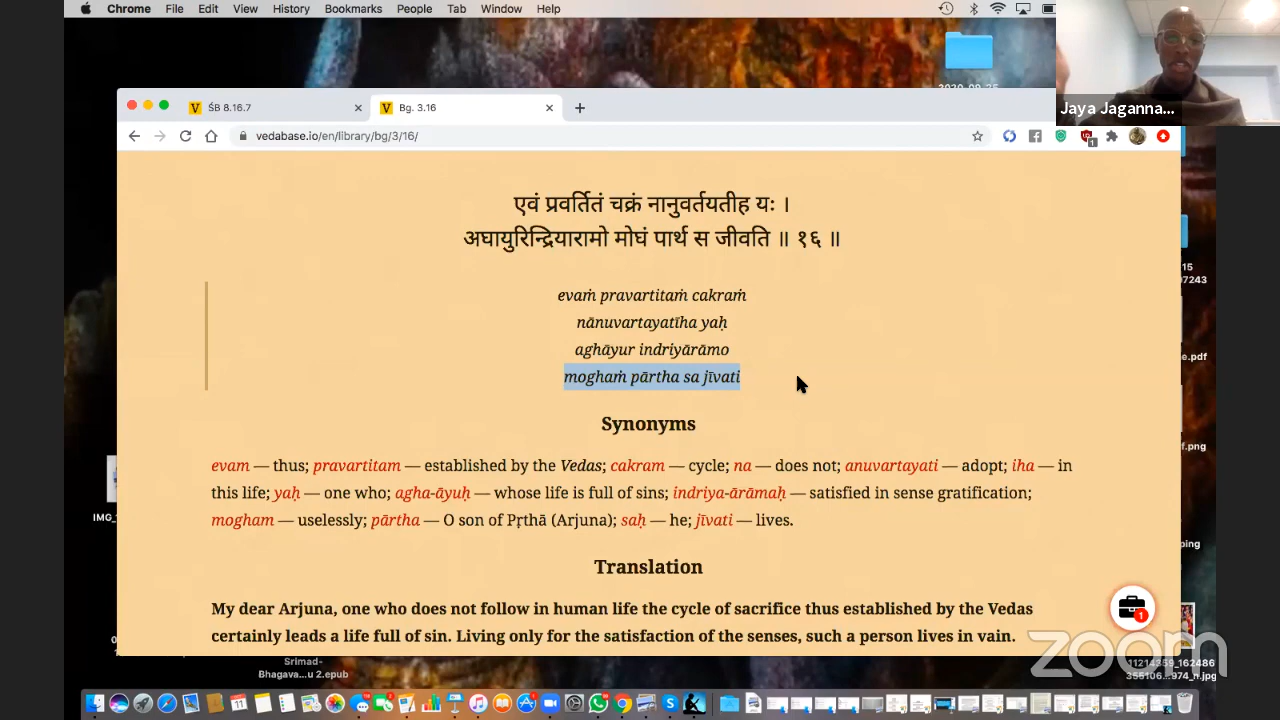 Chrome File Edit View History Bookmarks People Tab Window Help
Jaya Jaganna...
ŚB 8.16.7
Bg. 3.16
vedabase.io/en/library/bg/3/16/
एवं प्रवर्तितं चक्रं नानुवर्तयतीह यः ।
अघायुरिन्द्रियारामो मोघं पार्थ स जीवति ॥ १६ ॥
evaṁ pravartitaṁ cakraṁ
nānuvartayatīha yaḥ
aghāyur indriyārāmo
moghaṁ pārtha sa jīvati
Synonyms
evam — thus; pravartitam — established by the Vedas; cakram — cycle; na — does not; anuvartayati — adopt; iha — in
this life; yaḥ — one who; agha-āyuḥ — whose life is full of sins; indriya-ārāmaḥ — satisfied in sense gratification;
mogham — uselessly; pārtha — O son of Pṛthā (Arjuna); saḥ — he; jīvati — lives.
Translation
My dear Arjuna, one who does not follow in human life the cycle of sacrifice thus established by the Vedas
certainly leads a life full of sin. Living only for the satisfaction of the senses, such a person lives in vain.
1
zoom
Srimad-
Bhagava...u 2.epub
11214359_162486